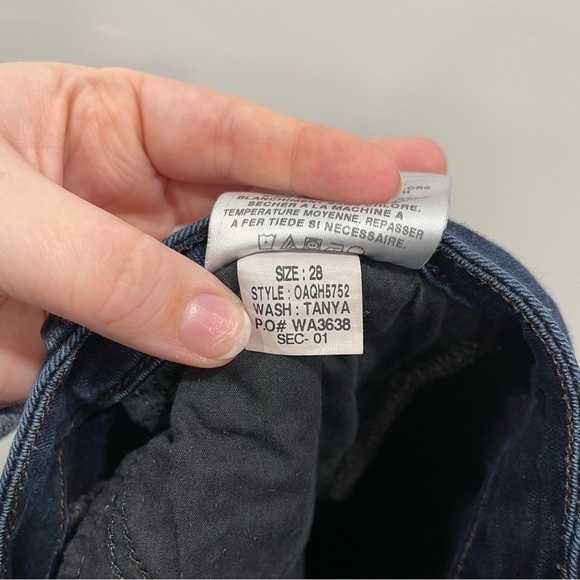 SECHER A LA MACHINE A
TEMPERATURE MOYENNE. REPASSER
A FER TIEDE SI NECESSAIRE.
SIZE : 28
STYLE : OAQH5752
WASH : TANYA
P.O# WA3638
SEC- 01